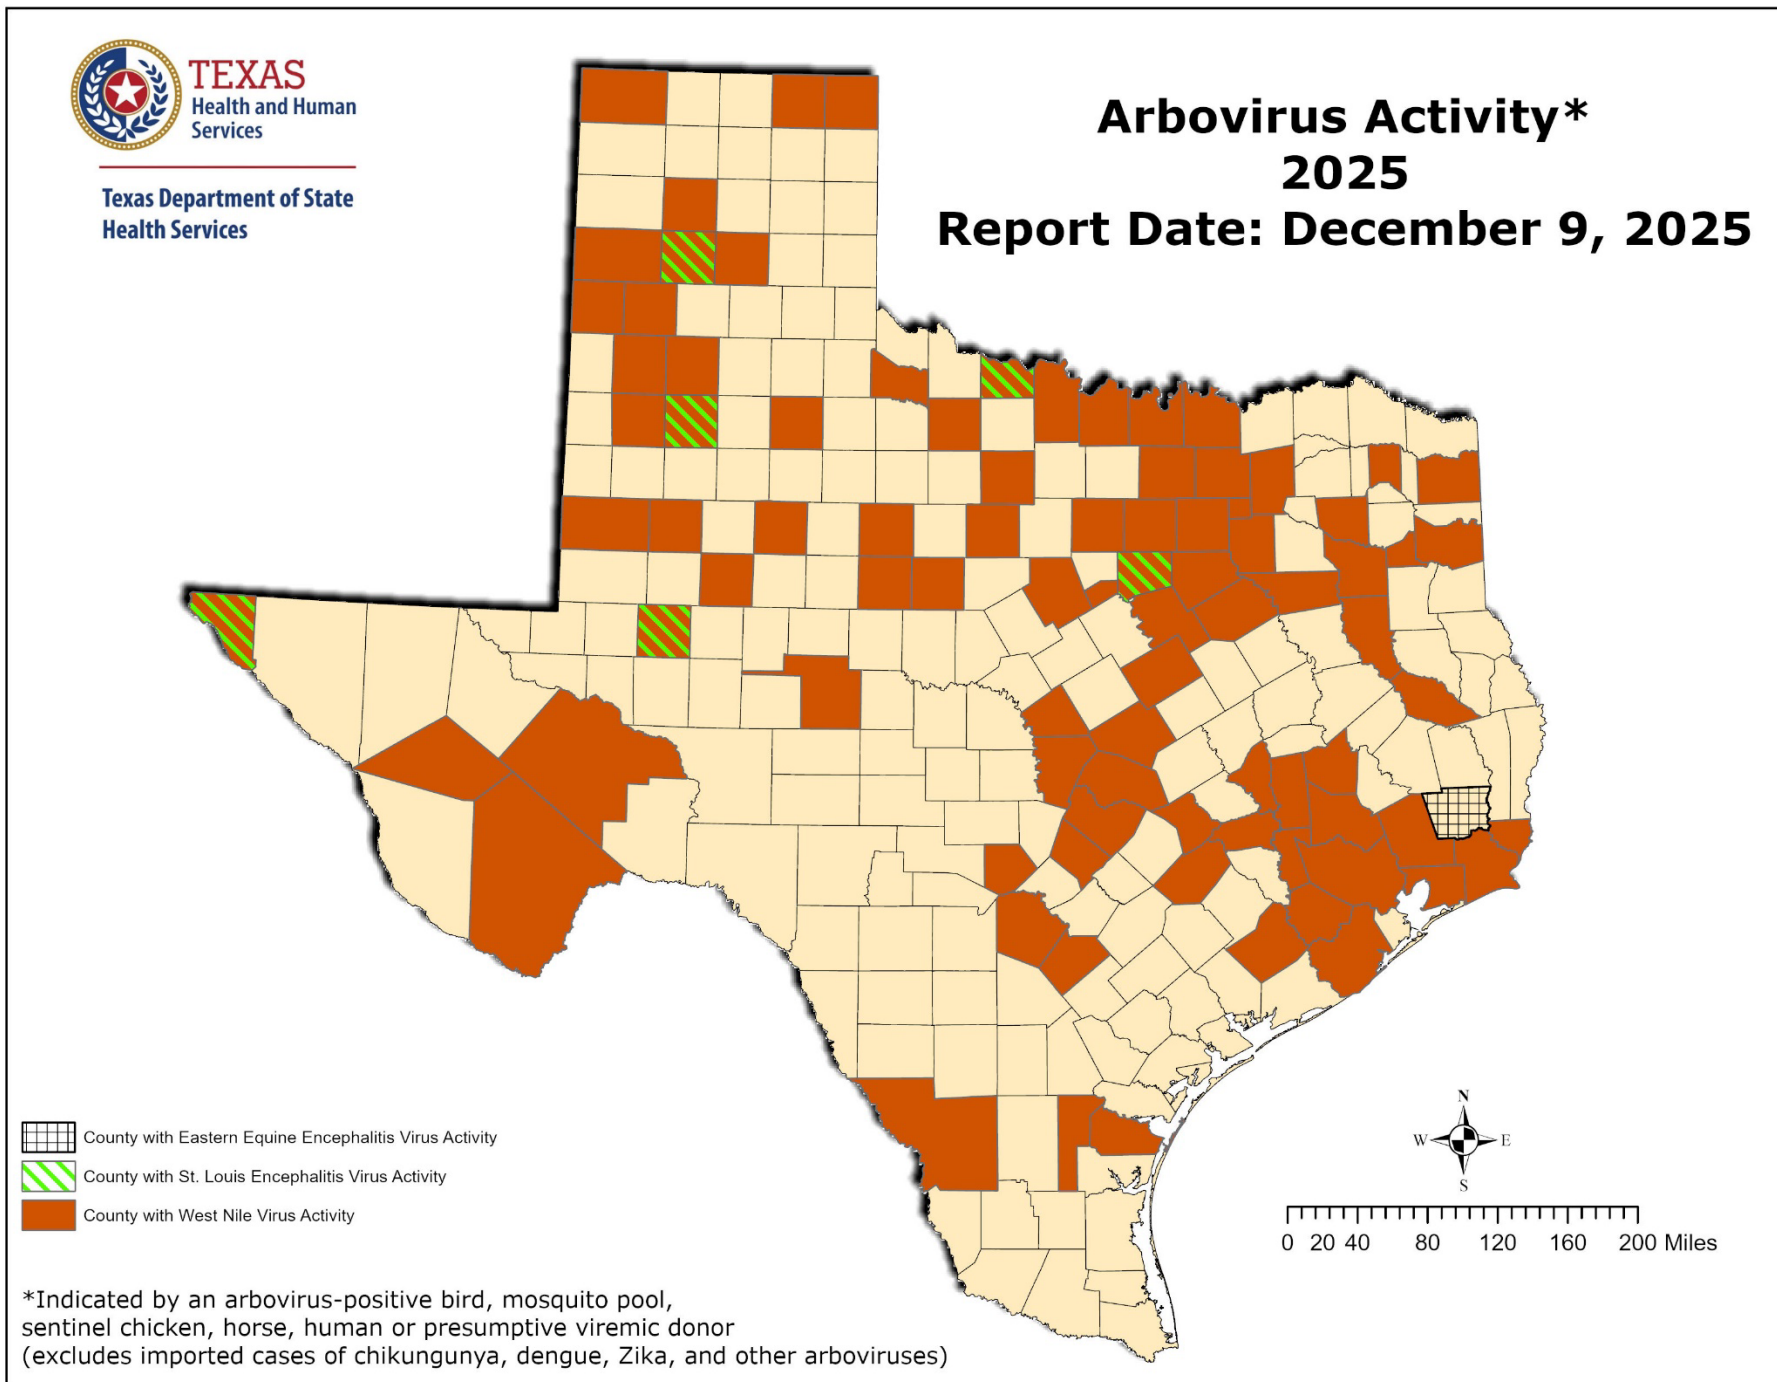 TEXAS
Health and Human
Services
Texas Department of State
Health Services
Arbovirus Activity*
2025
Report Date: December 9, 2025
County with Eastern Equine Encephalitis Virus Activity
County with St. Louis Encephalitis Virus Activity
County with West Nile Virus Activity
N
W E
S
0 20 40 80 120 160 200 Miles
*Indicated by an arbovirus-positive bird, mosquito pool,
sentinel chicken, horse, human or presumptive viremic donor
(excludes imported cases of chikungunya, dengue, Zika, and other arboviruses)